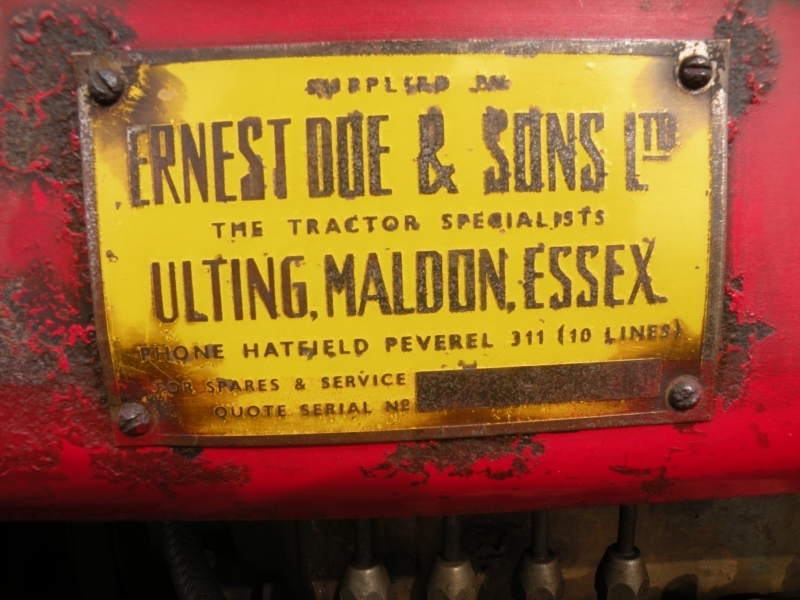 SUPPLIED BY
ERNEST DOE & SONS LTD
THE TRACTOR SPECIALISTS
ULTING, MALDON, ESSEX.
PHONE HATFIELD PEVEREL 311 (10 LINES)
FOR SPARES & SERVICE
QUOTE SERIAL Nº